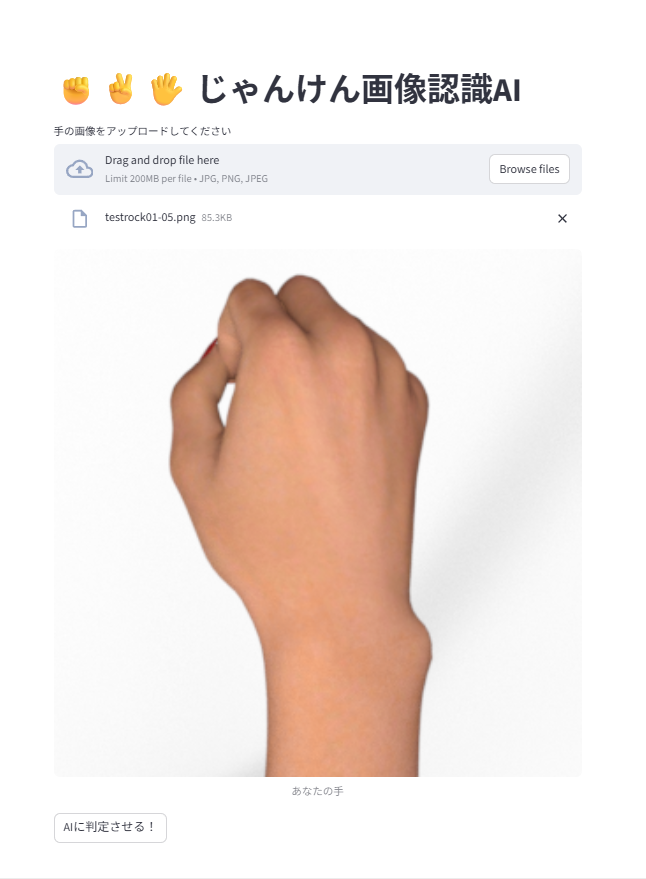 ✊✌️🖐️ じゃんけん画像認識AI
手の画像をアップロードしてください
Drag and drop file here
Limit 200MB per file • JPG, PNG, JPEG
Browse files
testrock01-05.png 85.3KB
あなたの手
AIに判定させる！